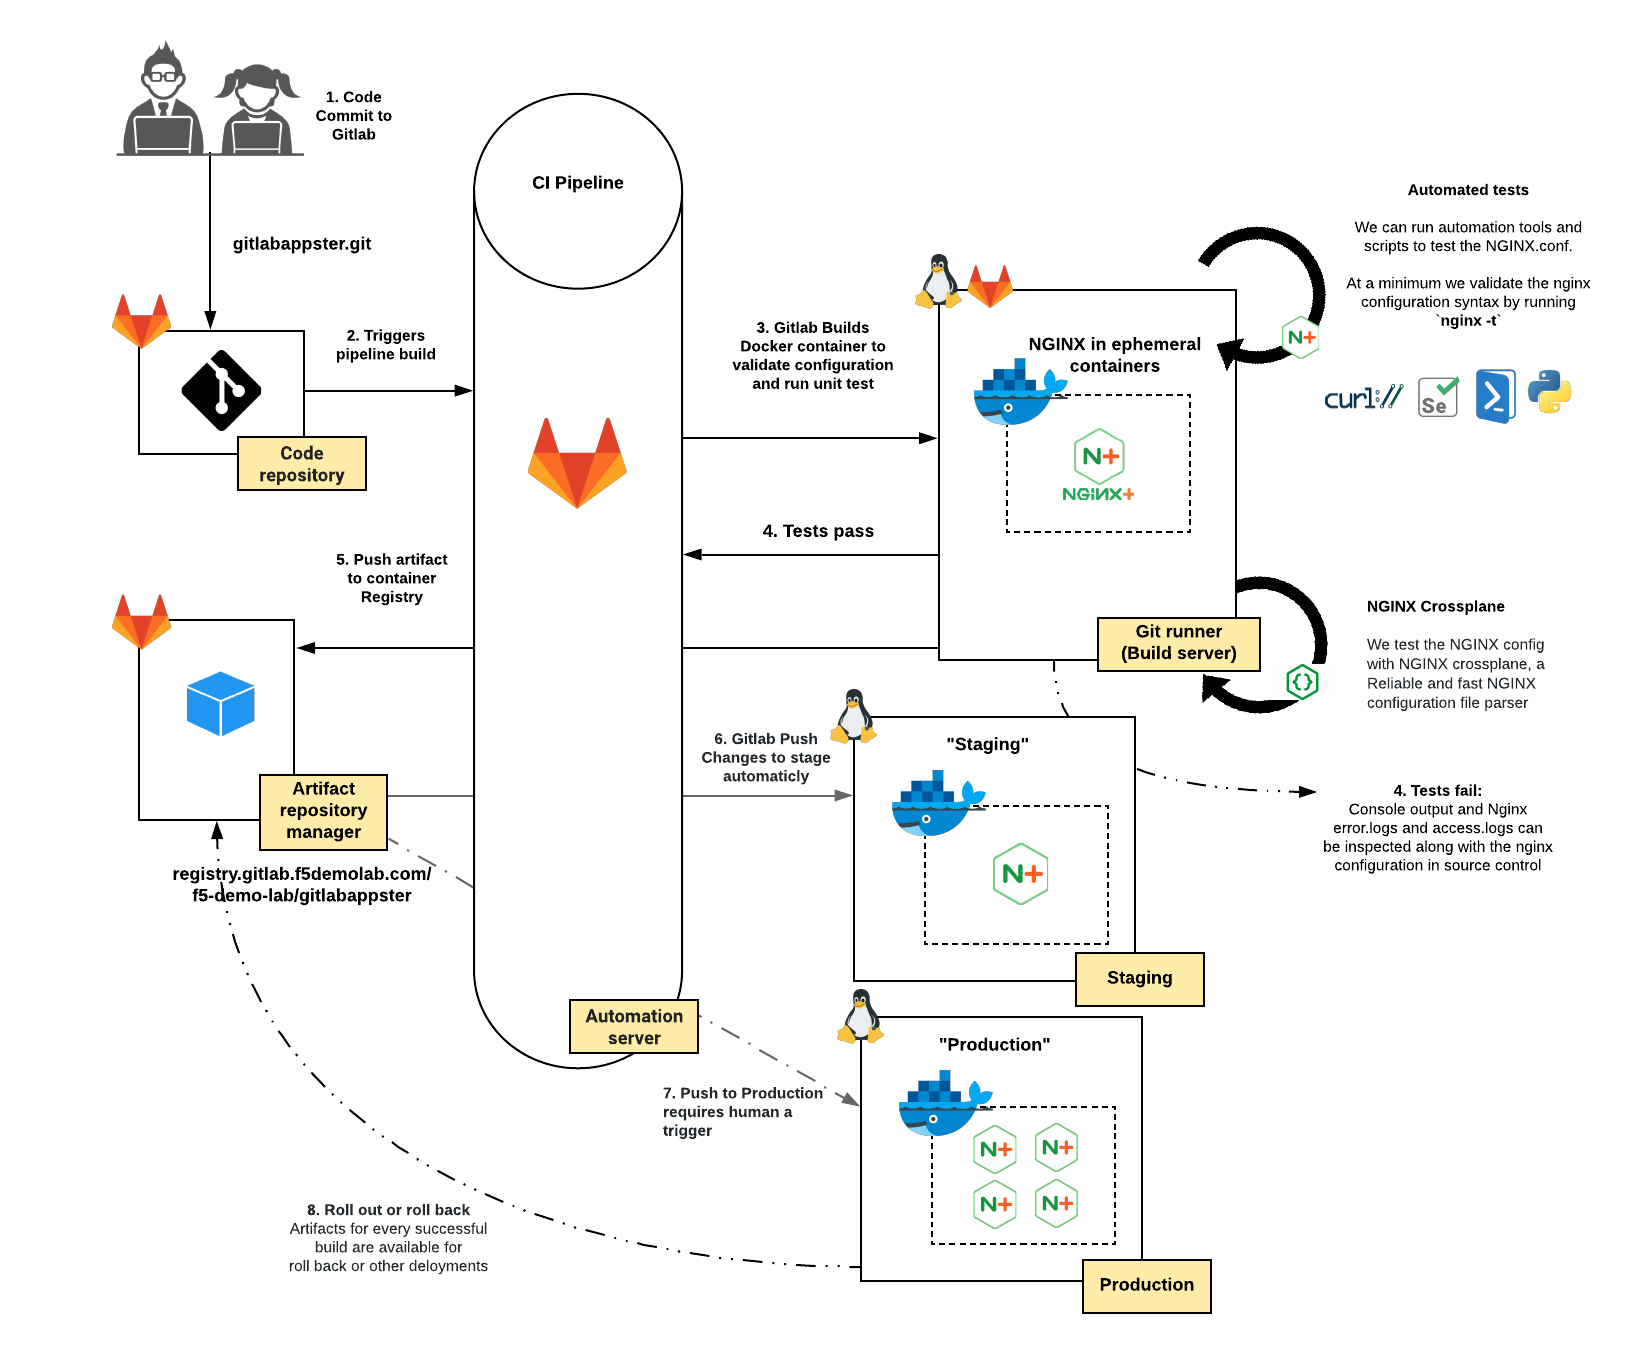 1. Code
Commit to
Gitlab
CI Pipeline
gitlabappster.git
2. Triggers
pipeline build
Code
repository
3. Gitlab Builds
Docker container to
validate configuration
and run unit test
NGINX in ephemeral
containers
N+
NGINX+
Automated tests
We can run automation tools and
scripts to test the NGINX.conf.
At a minimum we validate the nginx
configuration syntax by running
`nginx -t`
N+
curl://
Se
4. Tests pass
5. Push artifact
to container
Registry
Git runner
(Build server)
NGINX Crossplane
We test the NGINX config
with NGINX crossplane, a
Reliable and fast NGINX
configuration file parser
{}
Artifact
repository
manager
registry.gitlab.f5demolab.com/
f5-demo-lab/gitlabappster
6. Gitlab Push
Changes to stage
automaticly
"Staging"
N+
Staging
4. Tests fail:
Console output and Nginx
error.logs and access.logs can
be inspected along with the nginx
configuration in source control
Automation
server
7. Push to Production
requires human a
trigger
"Production"
N+ N+
N+ N+
Production
8. Roll out or roll back
Artifacts for every successful
build are available for
roll back or other deloyments